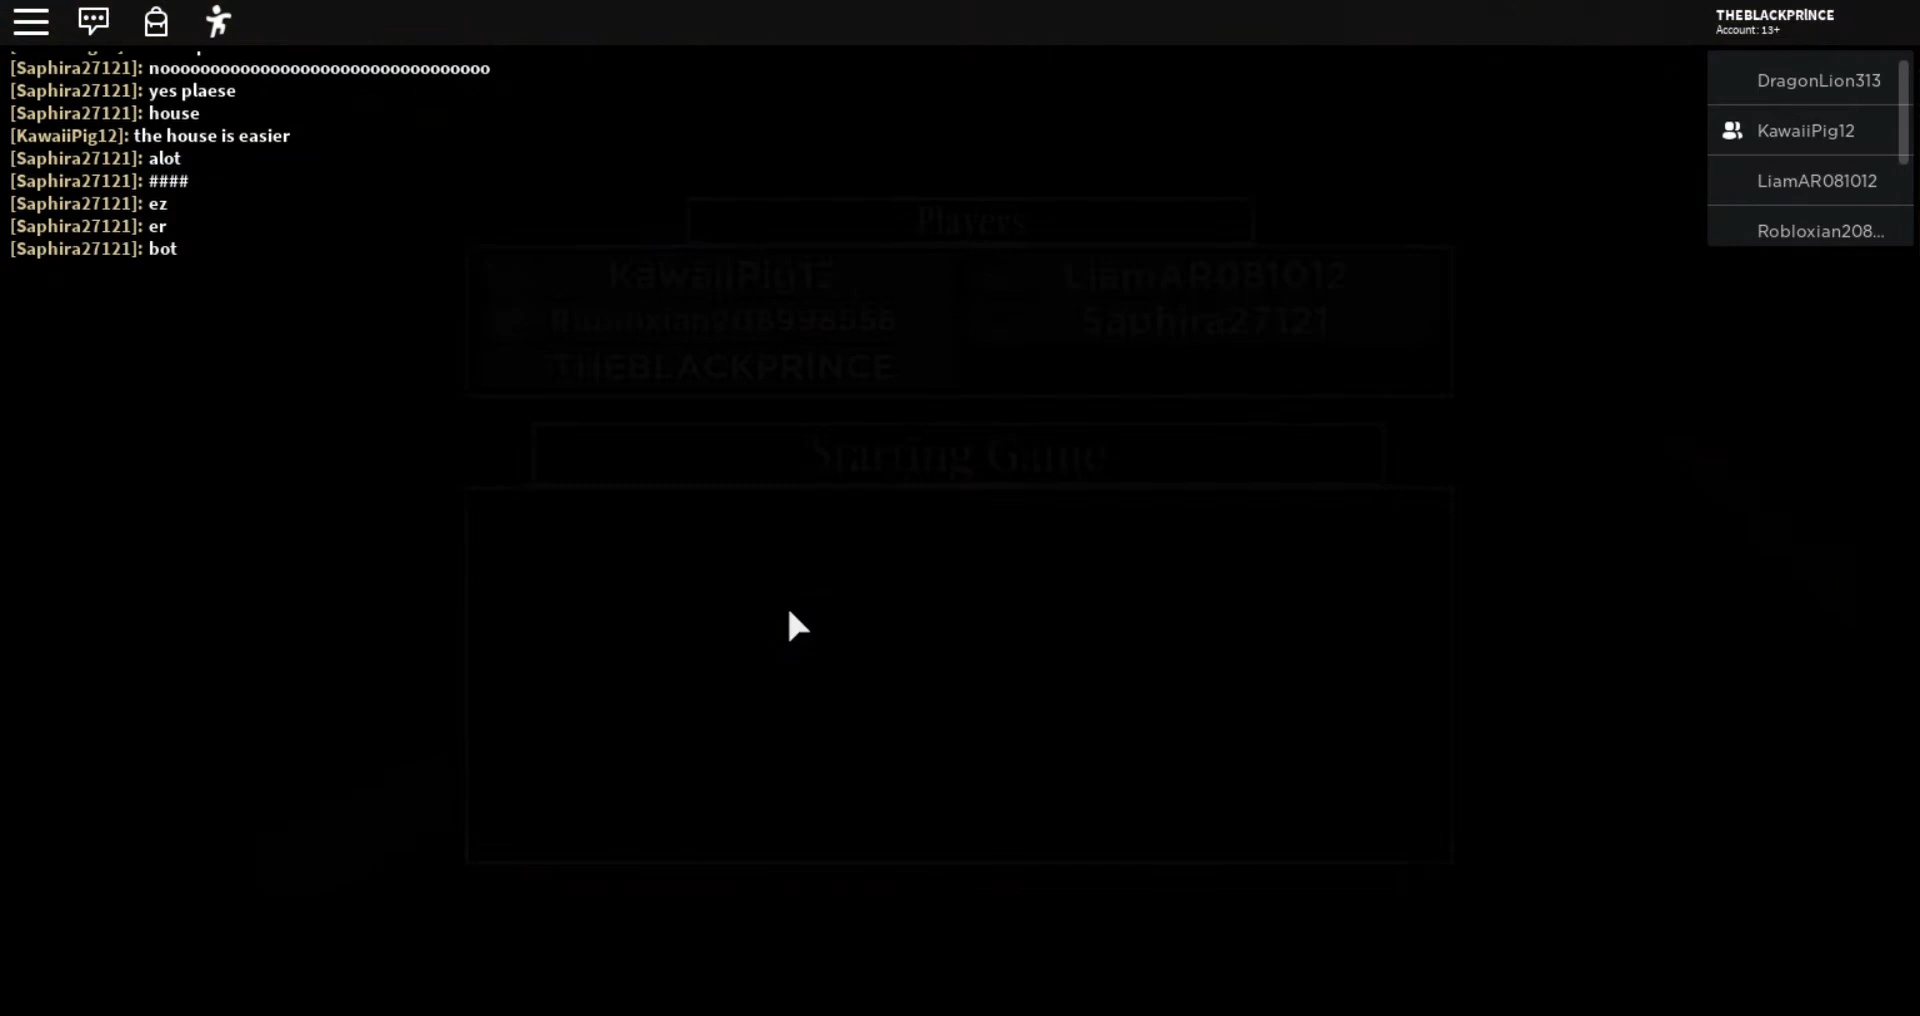 THEBLACKPRINCE
Account: 13+
[Saphira27121]: nooooooooooooooooooooooooooooooooo
[Saphira27121]: yes plaese
[Saphira27121]: house
[KawaiiPig12]: the house is easier
[Saphira27121]: alot
[Saphira27121]: ####
[Saphira27121]: ez
[Saphira27121]: er
[Saphira27121]: bot
DragonLion313
KawaiiPig12
LiamAR081012
Robloxian208...
Players
KawaiiPig12
LiamAR081012
Saphira27121
THEBLACKPRINCE
Starting Game